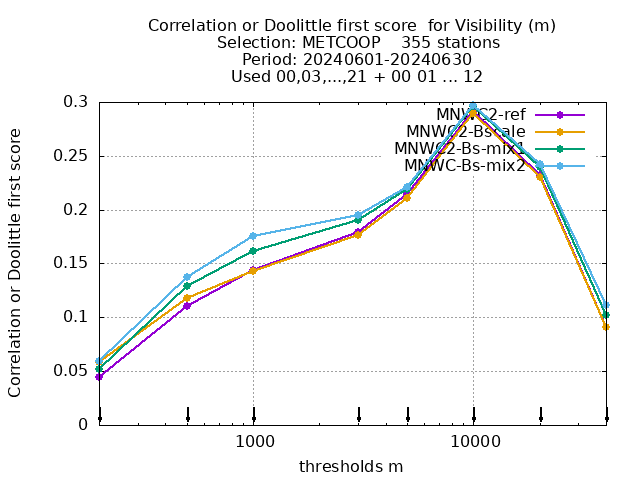 Correlation or Doolittle first score  for Visibility (m)
Selection: METCOOP    355 stations
Period: 20240601-20240630
Used 00,03,...,21 + 00 01 ... 12
Correlation or Doolittle first score
0.3
0.25
0.2
0.15
0.1
0.05
0
MNWC2-ref
MNWC2-Bscale
MNWC2-Bs-mix1
MNWC-Bs-mix2
1000
10000
thresholds m